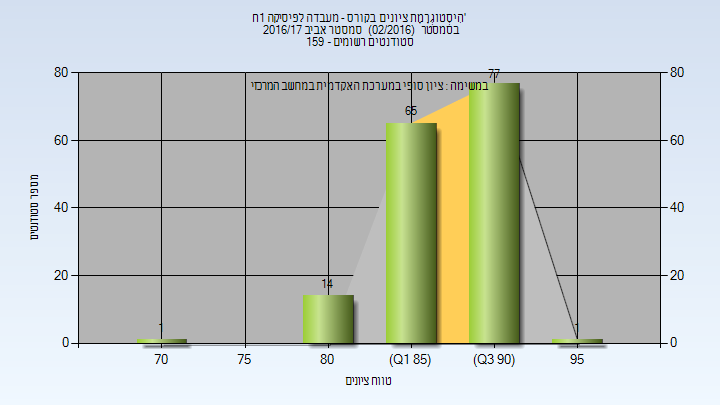 הִיסְטוֹגְרָמַת ציונים בקורס - מעבדה לפיסיקה 1ח'
בסמסטר (02/2016) סמסטר אביב 2016/17
סטודנטים רשומים - 159
במשימה : ציון סופי במערכת האקדמית במחשב המרכזי
80
60
40
20
0
80
60
40
20
0
מספר סטודנטים
1
14
65
77
1
70
75
80
(Q1 85)
(Q3 90)
95
טווח ציונים